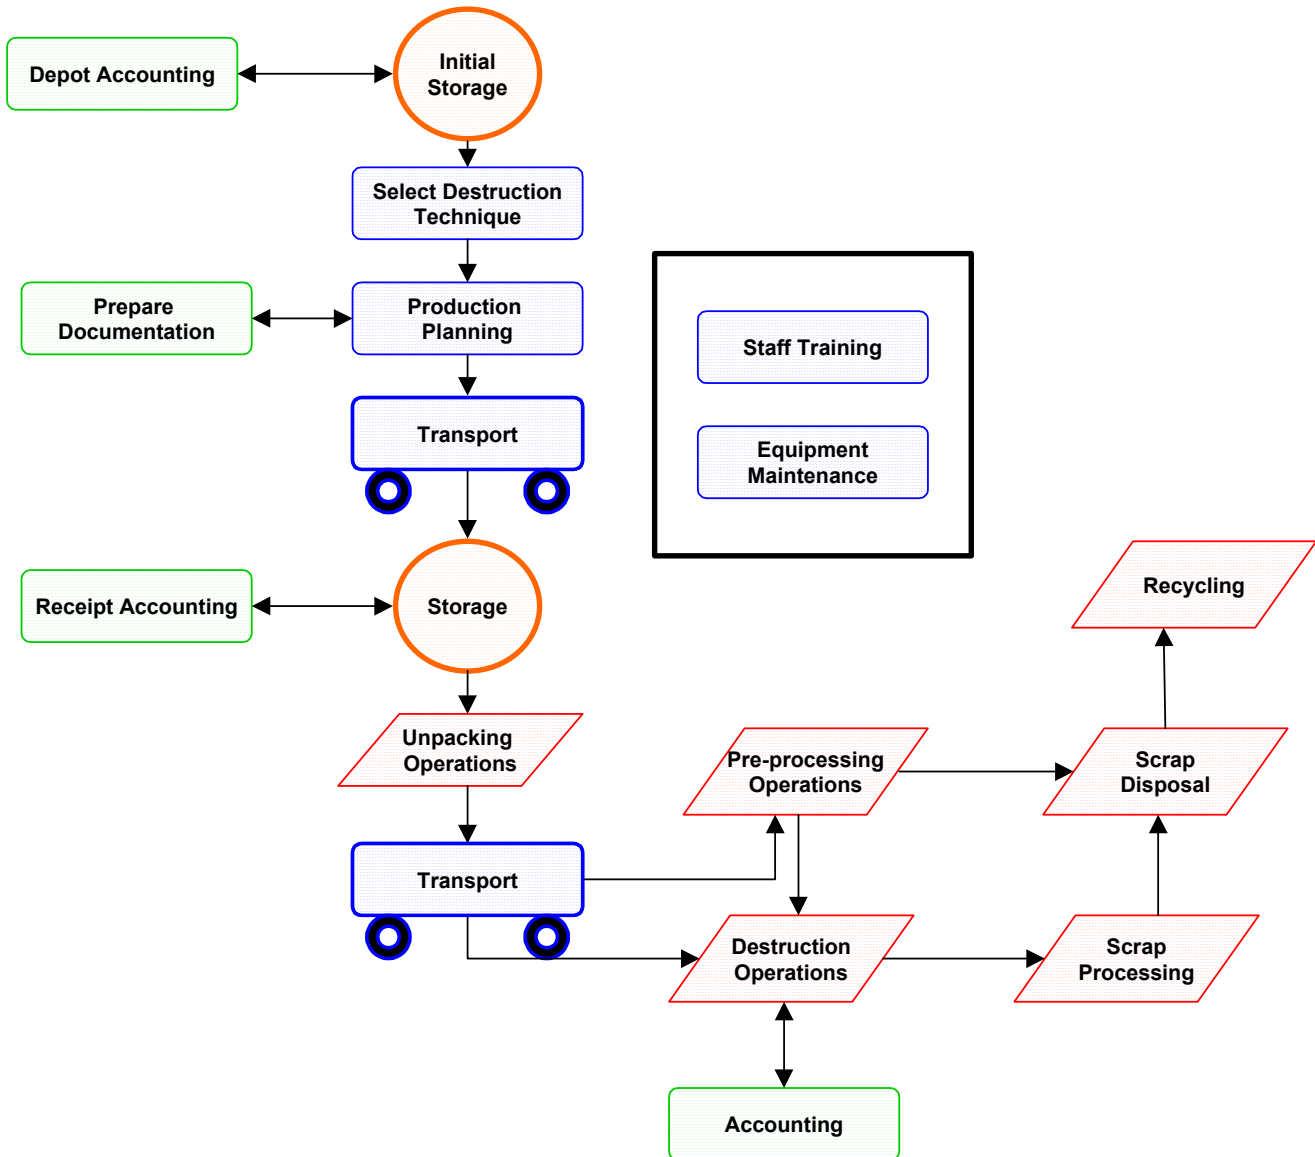 Depot Accounting
Initial
Storage
Select Destruction
Technique
Prepare
Documentation
Production
Planning
Staff Training
Transport
Equipment
Maintenance
Receipt Accounting
Storage
Recycling
Unpacking
Operations
Pre-processing
Operations
Scrap
Disposal
Transport
Destruction
Operations
Scrap
Processing
Accounting